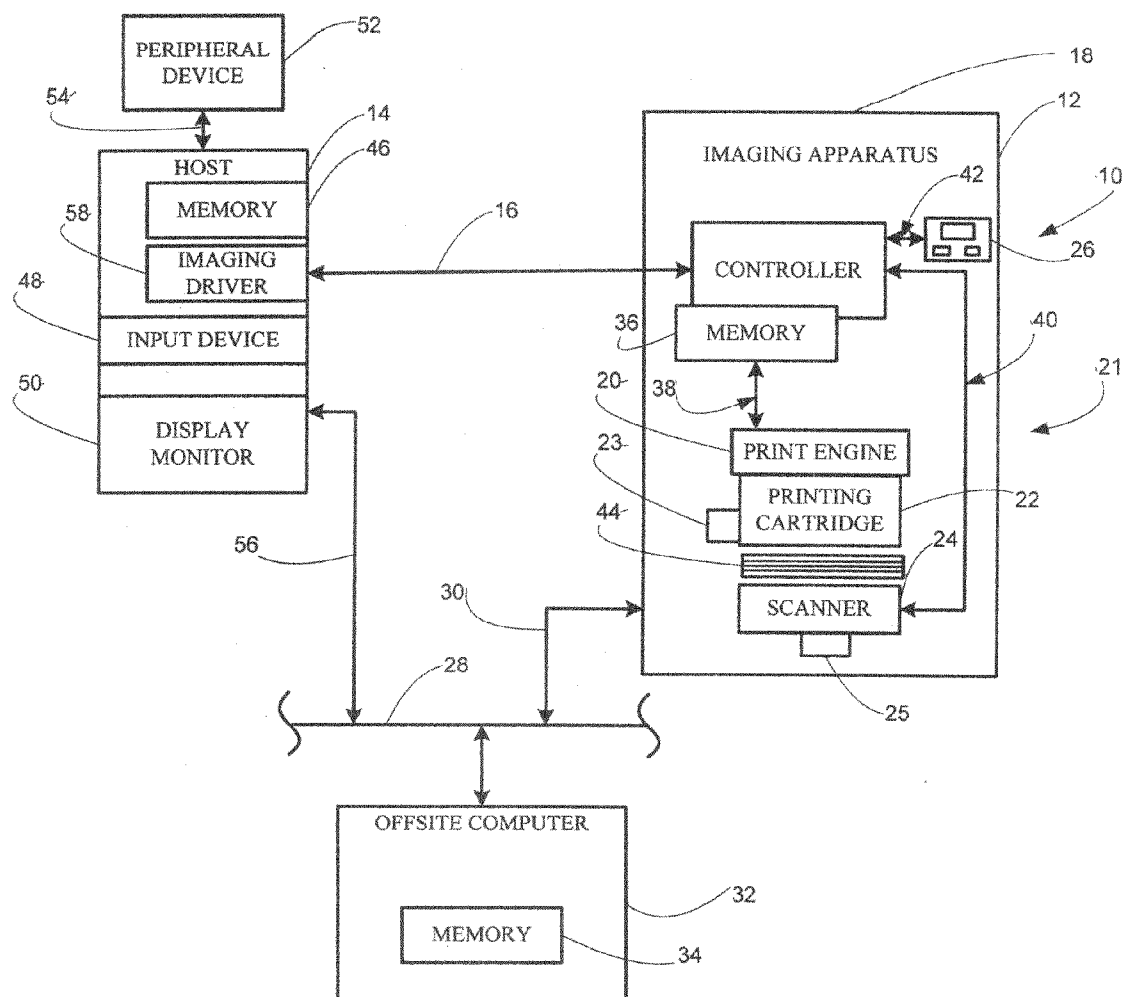 52
PERIPHERAL
DEVICE
54
14
46
HOST
MEMORY
58
IMAGING
DRIVER
48
INPUT DEVICE
50
DISPLAY
MONITOR
16
18
12
IMAGING APPARATUS
42
10
26
CONTROLLER
36
MEMORY
40
20
38
21
PRINT ENGINE
23
PRINTING
CARTRIDGE
22
44
24
SCANNER
25
56
30
28
OFFSITE COMPUTER
32
MEMORY
34